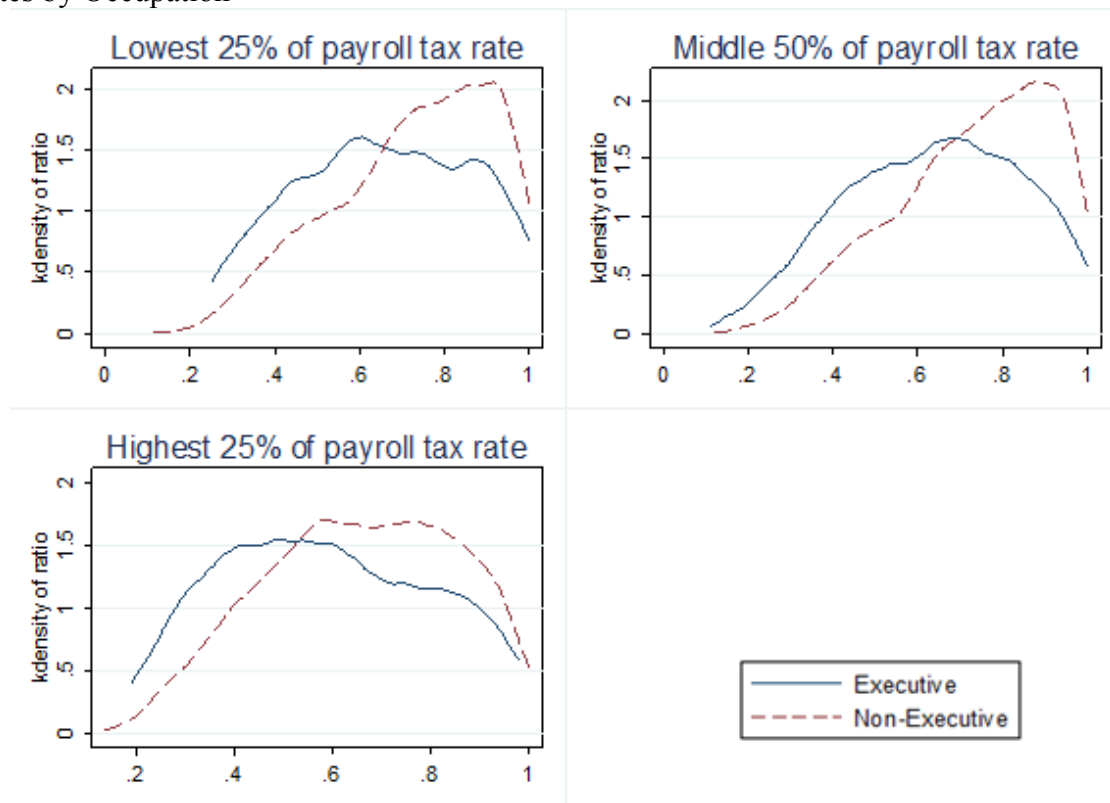 by Occupation
Lowest 25% of payroll tax rate
kdensity of ratio
2
1.5
1
.5
0
0 .2 .4 .6 .8 1
Middle 50% of payroll tax rate
kdensity of ratio
2
1.5
1
.5
0
0 .2 .4 .6 .8 1
Highest 25% of payroll tax rate
kdensity of ratio
2
1.5
1
.5
0
.2 .4 .6 .8 1
Executive
Non-Executive